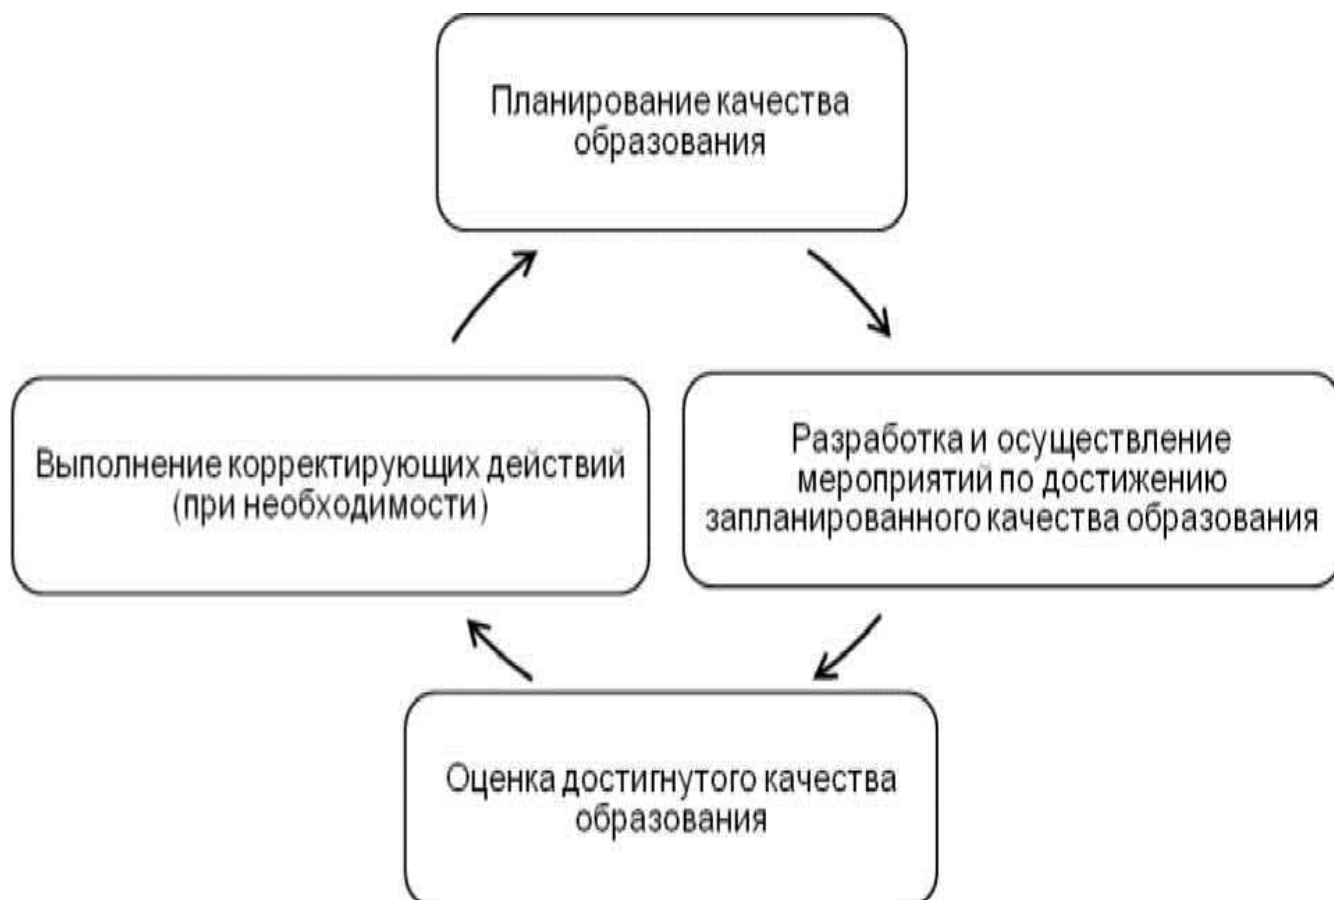 Планирование качества
образования
Выполнение корректирующих действий
(при необходимости)
Разработка и осуществление
мероприятий по достижению
запланированного качества образования
Оценка достигнутого качества
образования